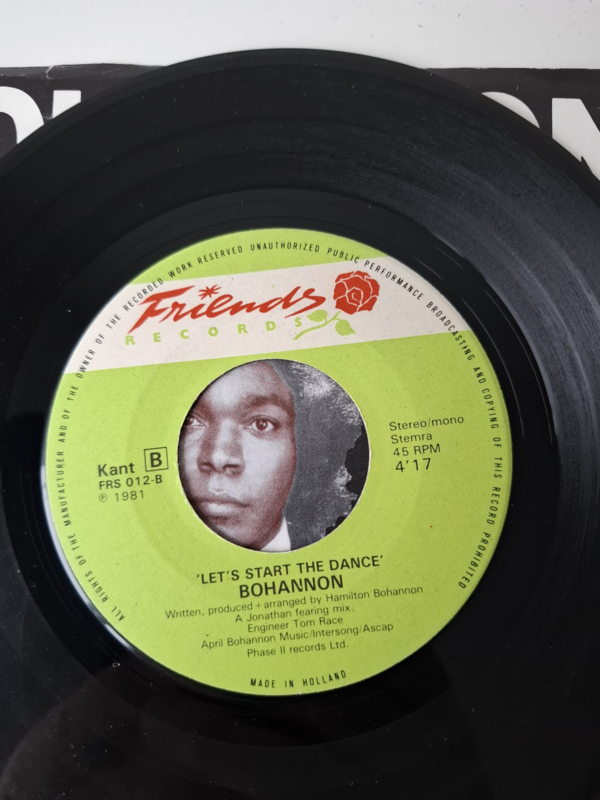 ALL RIGHTS OF THE MANUFACTURER AND OF THE OWNER OF THE RECORDED WORK RESERVED UNAUTHORIZED PUBLIC PERFORMANCE BROADCASTING AND COPYING OF THIS RECORD PROHIBITED
Friends
RECORDS
Stereo/mono
Stemra
45 RPM
4'17
Kant B
FRS 012-B
℗ 1981
'LET'S START THE DANCE'
BOHANNON
Written, produced + arranged by Hamilton Bohannon
A Jonathan fearing mix.
Engineer Tom Race
April Bohannon Music/Intersong/Ascap
Phase II records Ltd.
MADE IN HOLLAND